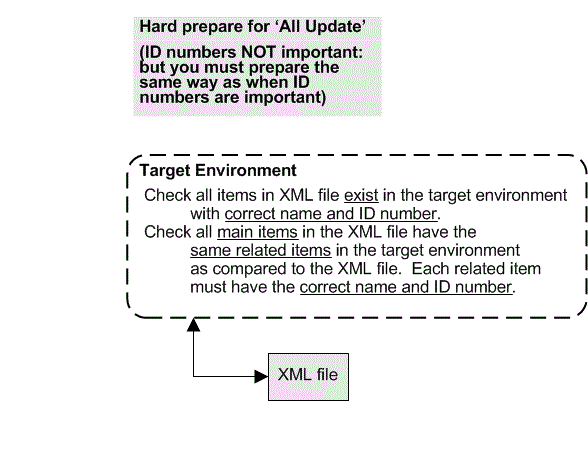 Hard prepare for ‘All Update’
(ID numbers NOT important:
but you must prepare the
same way as when ID
numbers are important)
Target Environment
Check all items in XML file exist in the target environment
with correct name and ID number.
Check all main items in the XML file have the
same related items in the target environment
as compared to the XML file.  Each related item
must have the correct name and ID number.
XML file